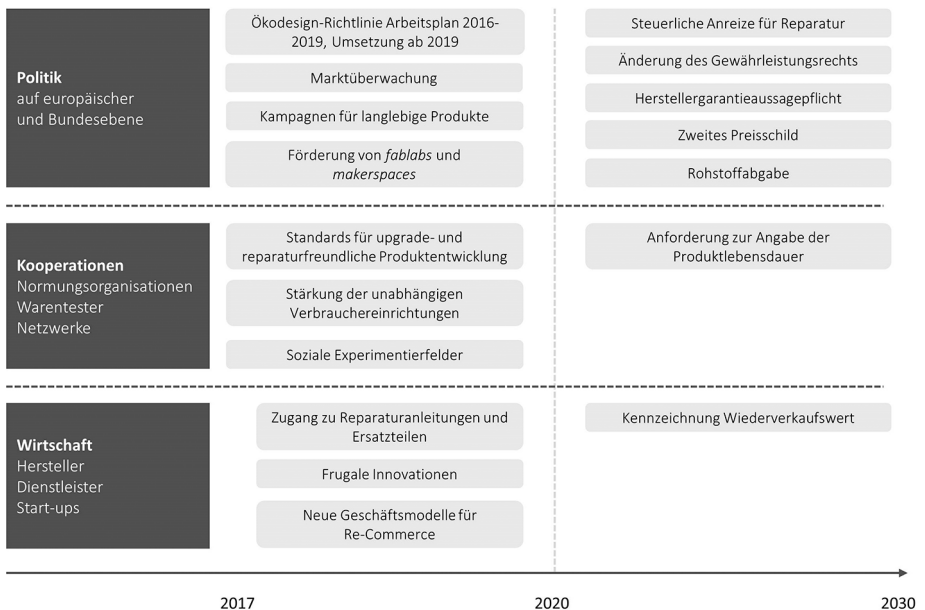 Politik
auf europäischer
und Bundesebene
Ökodesign-Richtlinie Arbeitsplan 2016-
2019, Umsetzung ab 2019
Marktüberwachung
Kampagnen für langlebige Produkte
Förderung von fablabs und
makerspaces
Steuerliche Anreize für Reparatur
Änderung des Gewährleistungsrechts
Herstellergarantieaussagepflicht
Zweites Preisschild
Rohstoffabgabe
Kooperationen
Normungsorganisationen
Warentester
Netzwerke
Standards für upgrade- und
reparaturfreundliche Produktentwicklung
Stärkung der unabhängigen
Verbrauchereinrichtungen
Soziale Experimentierfelder
Anforderung zur Angabe der
Produktlebensdauer
Wirtschaft
Hersteller
Dienstleister
Start-ups
Zugang zu Reparaturanleitungen und
Ersatzteilen
Frugale Innovationen
Neue Geschäftsmodelle für
Re-Commerce
Kennzeichnung Wiederverkaufswert
2017
2020
2030